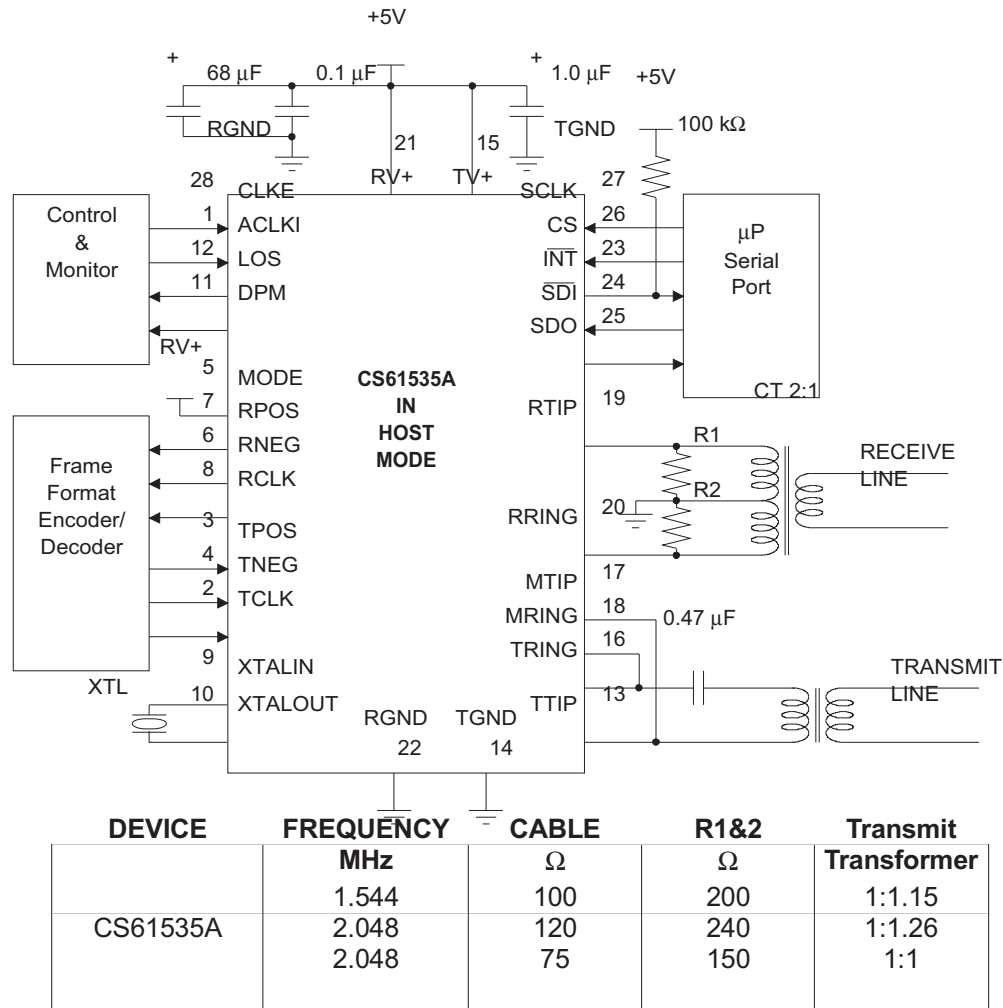 +5V
+
68 μF
0.1 μF
+
1.0 μF
+5V
RGND
TGND
100 kΩ
21
15
RV+
TV+
28
CLKE
SCLK
27
Control
&
Monitor
1
ACLKI
CS
26
12
LOS
INT
23
11
DPM
SDI
24
SDO
25
μP
Serial
Port
RV+
5
MODE
CS61535A
IN
HOST
MODE
CT 2:1
RTIP
19
7
RPOS
6
RNEG
8
RCLK
R1
R2
RECEIVE
LINE
Frame
Format
Encoder/
Decoder
3
TPOS
RRING
20
4
TNEG
2
TCLK
MTIP
17
MRING
18
0.47 μF
TRING
16
9
XTALIN
XTL
10
XTALOUT
TTIP
13
TRANSMIT
LINE
RGND
TGND
22
14
DEVICE FREQUENCY CABLE R1&2 Transmit
MHz Ω Ω Transformer
1.544 100 200 1:1.15
CS61535A 2.048 120 240 1:1.26
2.048 75 150 1:1